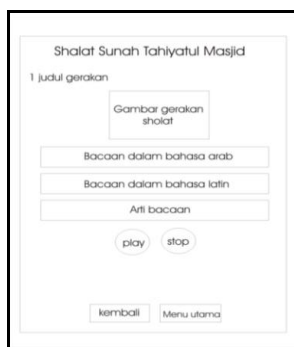 Shalat Sunah Tahiyatul Masjid
1 judul gerakan
Gambar gerakan
sholat
Bacaan dalam bahasa arab
Bacaan dalam bahasa latin
Arti bacaan
play
stop
kembali
Menu utama